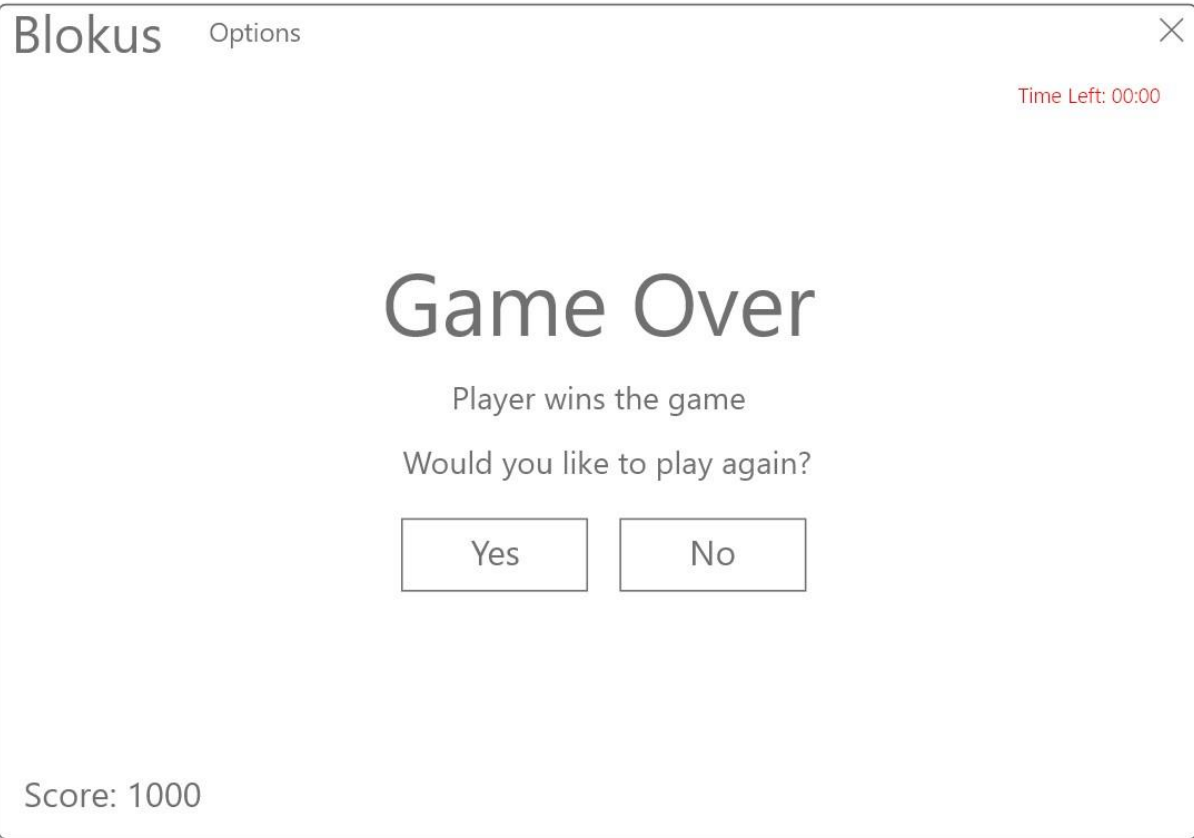 Blokus Options
Time Left: 00:00
Game Over
Player wins the game
Would you like to play again?
Yes No
Score: 1000